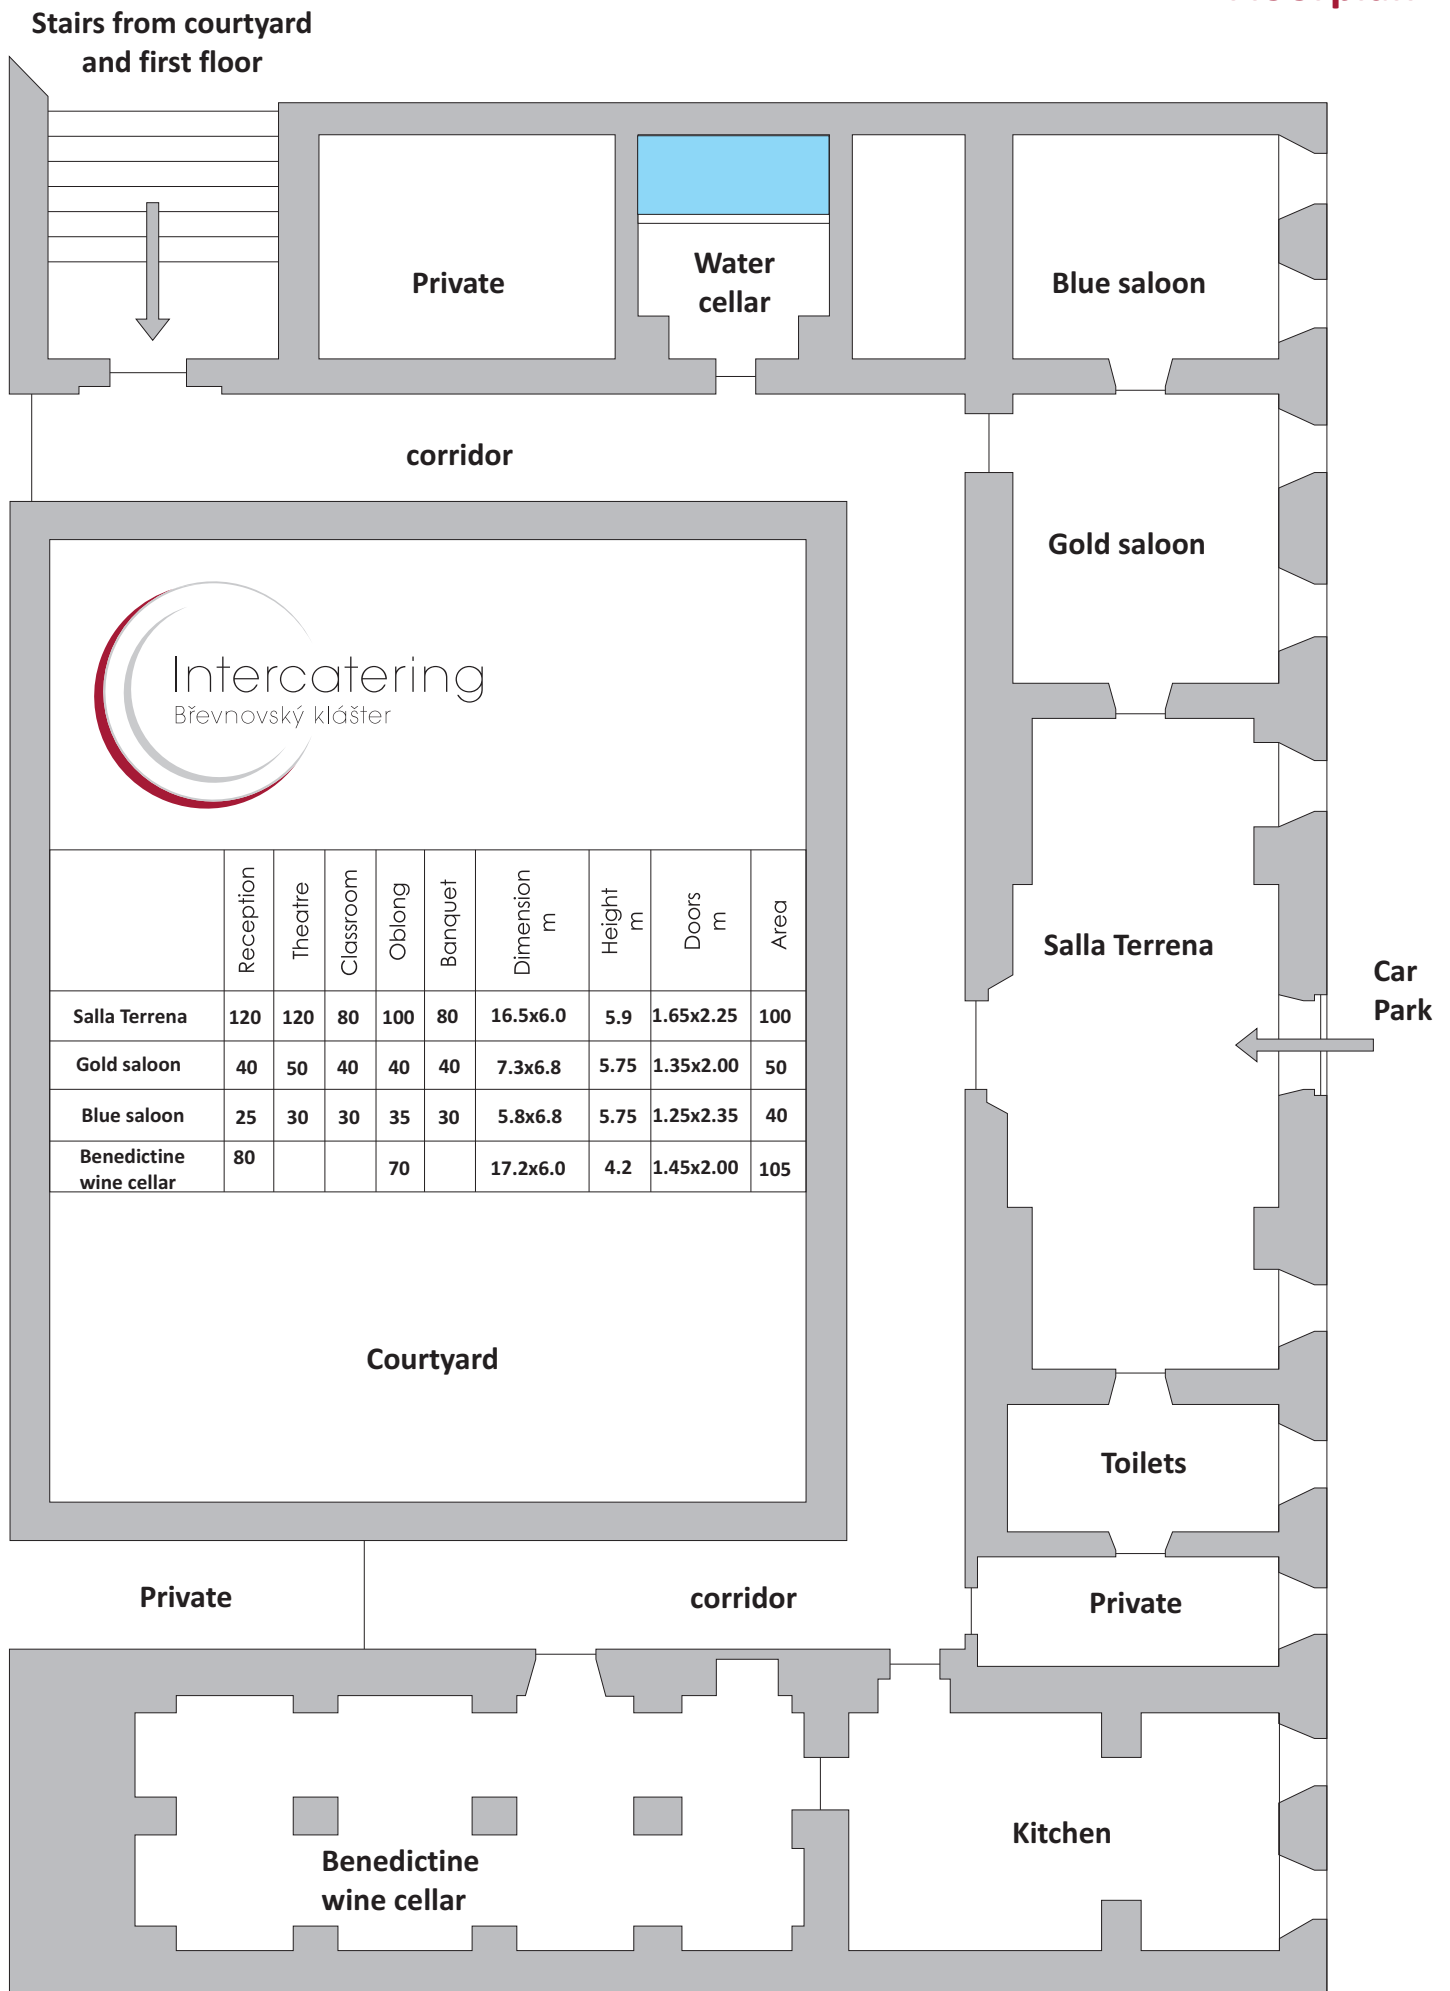 Stairs from courtyard
and first floor
Private
Water
cellar
Blue saloon
corridor
Gold saloon
Intercatering
Břevnovský klášter
Reception Theatre Classroom Oblong Banquet Dimension m Height m Doors m Area
Salla Terrena 120 120 80 100 80 16.5x6.0 5.9 1.65x2.25 100
Gold saloon 40 50 40 40 40 7.3x6.8 5.75 1.35x2.00 50
Blue saloon 25 30 30 35 30 5.8x6.8 5.75 1.25x2.35 40
Benedictine
wine cellar 80 70 17.2x6.0 4.2 1.45x2.00 105
Salla Terrena
Car
Park
Courtyard
Toilets
Private
corridor
Private
Kitchen
Benedictine
wine cellar